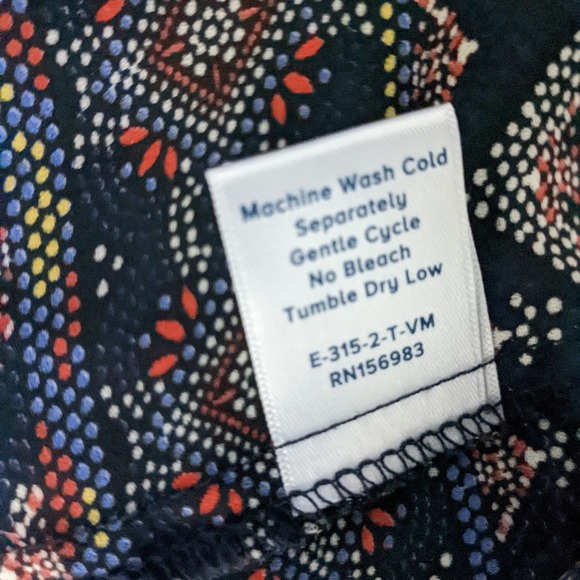 Machine Wash Cold
Separately
Gentle Cycle
No Bleach
Tumble Dry Low
E-315-2-T-VM
RN156983